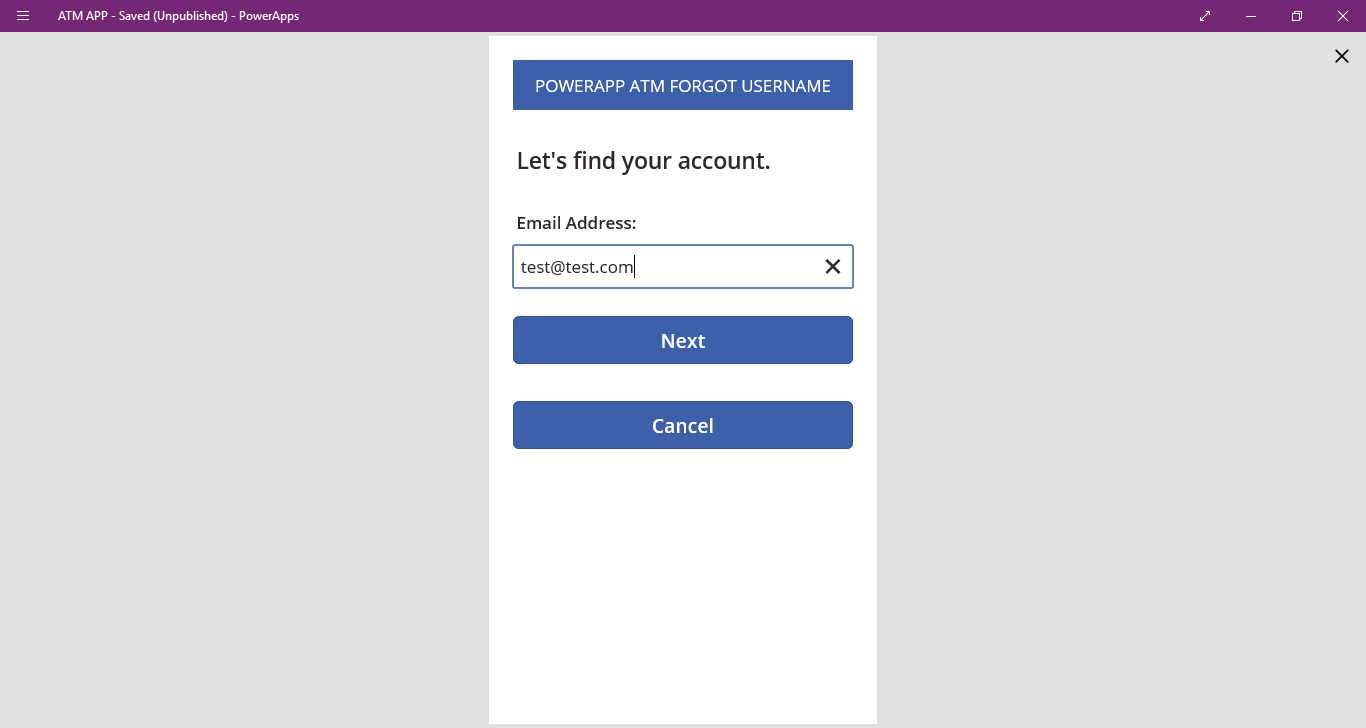 ATM APP - Saved (Unpublished) - PowerApps
POWERAPP ATM FORGOT USERNAME
Let's find your account.
Email Address:
test@test.com
Next
Cancel